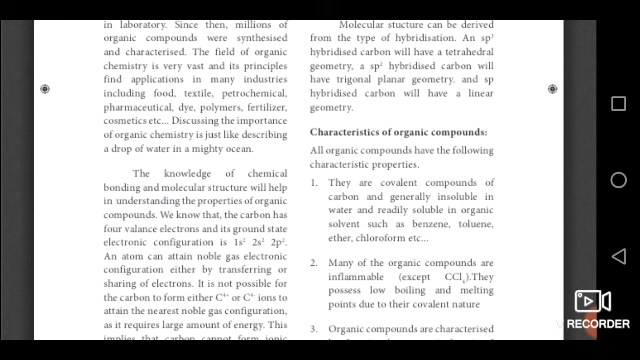 in laboratory. Since then, millions of
organic compounds were synthesised
and characterised. The field of organic
chemistry is very vast and its principles
find applications in many industries
including food, textile, petrochemical,
pharmaceutical, dye, polymers, fertilizer,
cosmetics etc... Discussing the importance
of organic chemistry is just like describing
a drop of water in a mighty ocean.
The knowledge of chemical
bonding and molecular structure will help
in understanding the properties of organic
compounds. We know that, the carbon has
four valance electrons and its ground state
electronic configuration is 1s² 2s² 2p².
An atom can attain noble gas electronic
configuration either by transferring or
sharing of electrons. It is not possible for
the carbon to form either C⁴⁺ or C⁴⁻ ions to
attain the nearest noble gas configuration,
as it requires large amount of energy. This
implies that carbon cannot form ionic
Molecular stucture can be derived
from the type of hybridisation. An sp³
hybridised carbon will have a tetrahedral
geometry, a sp² hybridised carbon will
have trigonal planar geometry. and sp
hybridised carbon will have a linear
geometry.
Characteristics of organic compounds:
All organic compounds have the following
characteristic properties.
1. They are covalent compounds of
carbon and generally insoluble in
water and readily soluble in organic
solvent such as benzene, toluene,
ether, chloroform etc...
2. Many of the organic compounds are
inflammable (except CCl₄).They
possess low boiling and melting
points due to their covalent nature
3. Organic compounds are characterised
RECORDER